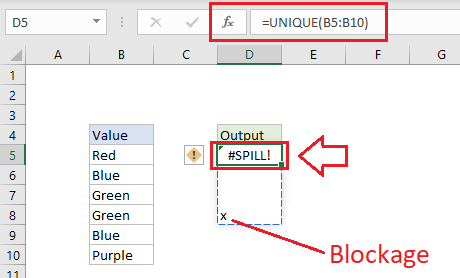 D5 fx =UNIQUE(B5:B10)
A B C D E F G
1
2
3
4 Value Output
5 Red #SPILL!
6 Blue
7 Green
8 Green x
9 Blue Blockage
10 Purple
11